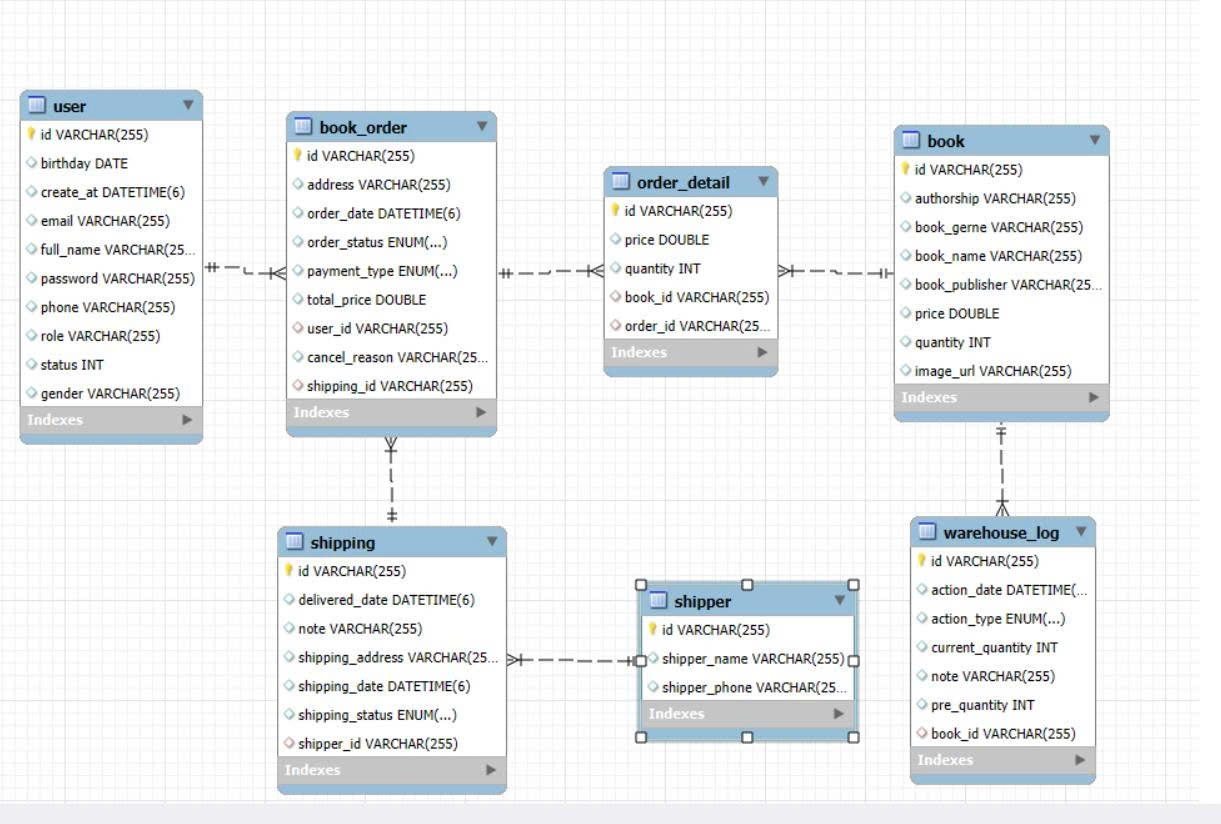 user
id VARCHAR(255)
birthday DATE
create_at DATETIME(6)
email VARCHAR(255)
full_name VARCHAR(25...
password VARCHAR(255)
phone VARCHAR(255)
role VARCHAR(255)
status INT
gender VARCHAR(255)
Indexes
book_order
id VARCHAR(255)
address VARCHAR(255)
order_date DATETIME(6)
order_status ENUM(...)
payment_type ENUM(...)
total_price DOUBLE
user_id VARCHAR(255)
cancel_reason VARCHAR(25...
shipping_id VARCHAR(255)
Indexes
order_detail
id VARCHAR(255)
price DOUBLE
quantity INT
book_id VARCHAR(255)
order_id VARCHAR(25...
Indexes
book
id VARCHAR(255)
authorship VARCHAR(255)
book_gerne VARCHAR(255)
book_name VARCHAR(255)
book_publisher VARCHAR(25...
price DOUBLE
quantity INT
image_url VARCHAR(255)
Indexes
shipping
id VARCHAR(255)
delivered_date DATETIME(6)
note VARCHAR(255)
shipping_address VARCHAR(25...
shipping_date DATETIME(6)
shipping_status ENUM(...)
shipper_id VARCHAR(255)
Indexes
shipper
id VARCHAR(255)
shipper_name VARCHAR(255)
shipper_phone VARCHAR(25...
Indexes
warehouse_log
id VARCHAR(255)
action_date DATETIME(...
action_type ENUM(...)
current_quantity INT
note VARCHAR(255)
pre_quantity INT
book_id VARCHAR(255)
Indexes